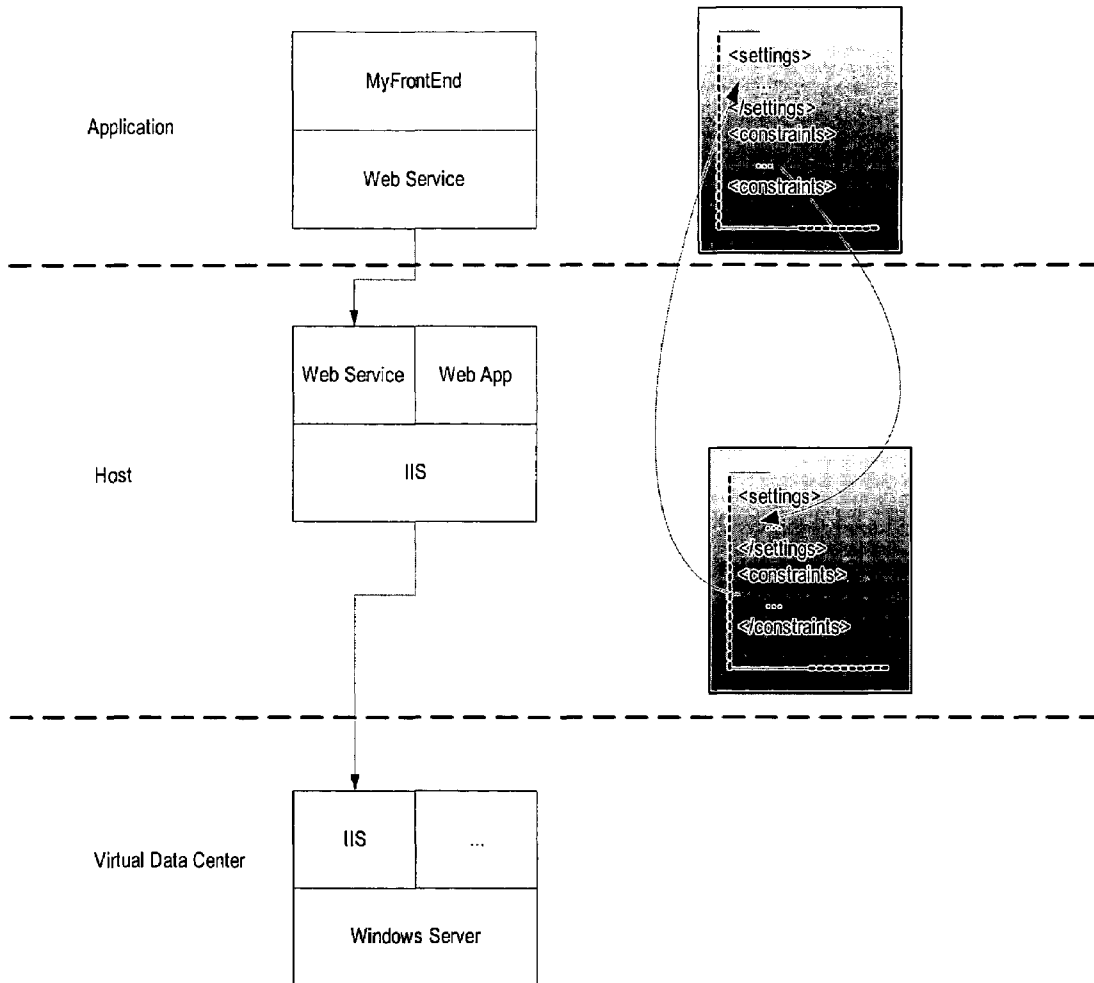 MyFrontEnd
Application
Web Service
<settings>
...
</settings>
<constraints>
...
<constraints>
Web Service
Web App
Host
IIS
<settings>
...
</settings>
<constraints>
...
</constraints>
IIS
...
Virtual Data Center
Windows Server